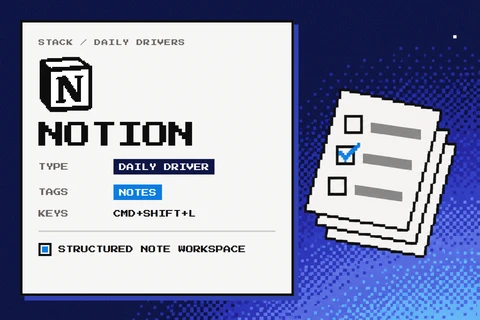 STACK / DAILY DRIVERS
N
NOTION
TYPE DAILY DRIVER
TAGS NOTES
KEYS CMD+SHIFT+L
STRUCTURED NOTE WORKSPACE